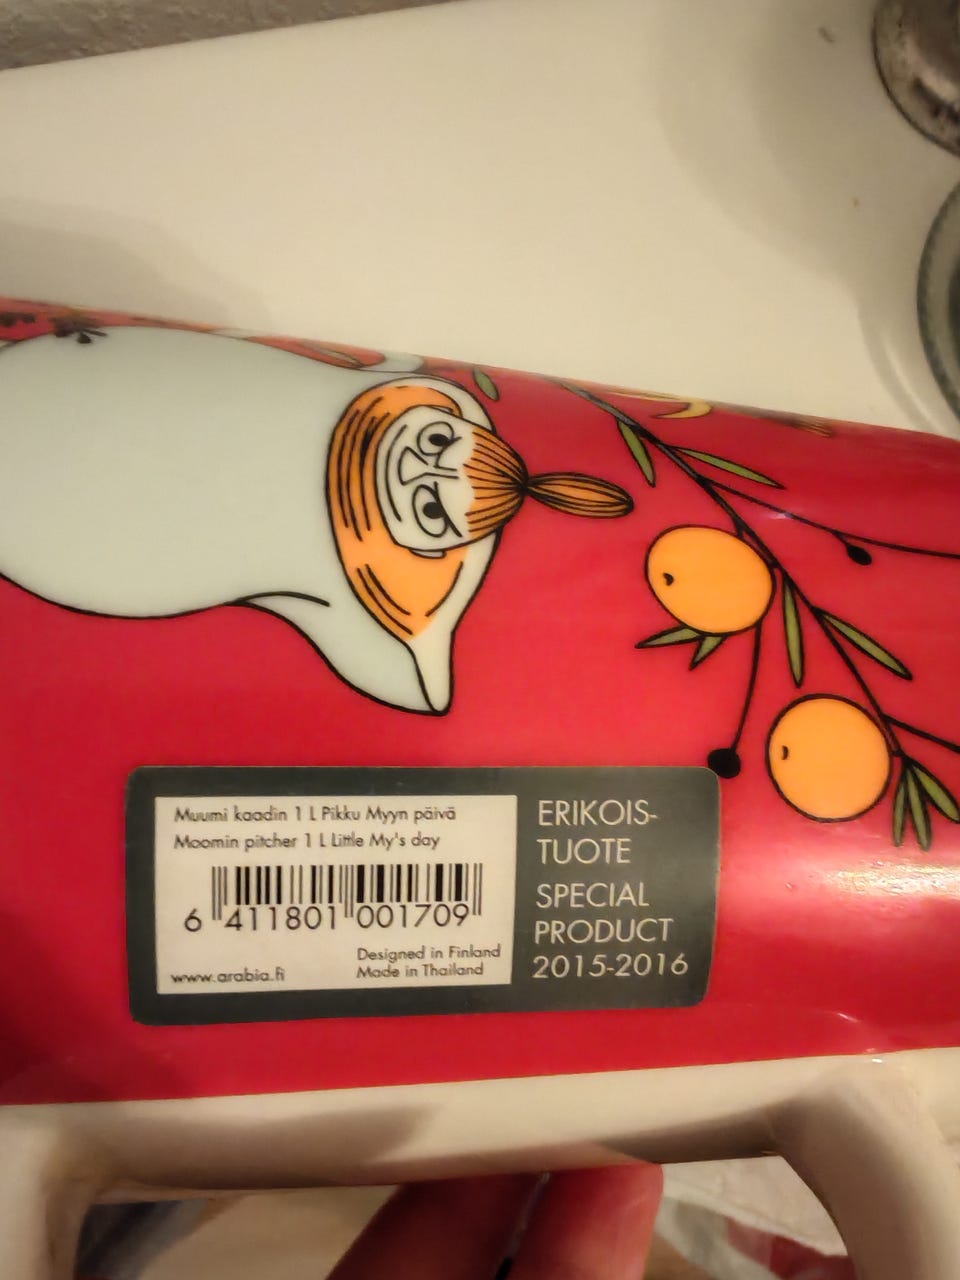 Muumi kaadin 1 L Pikku Myyn päivä
Moomin pitcher 1 L Little My's day
6 411801 001709
Designed in Finland
www.arabia.fi Made in Thailand
ERIKOIS-
TUOTE
SPECIAL
PRODUCT
2015-2016